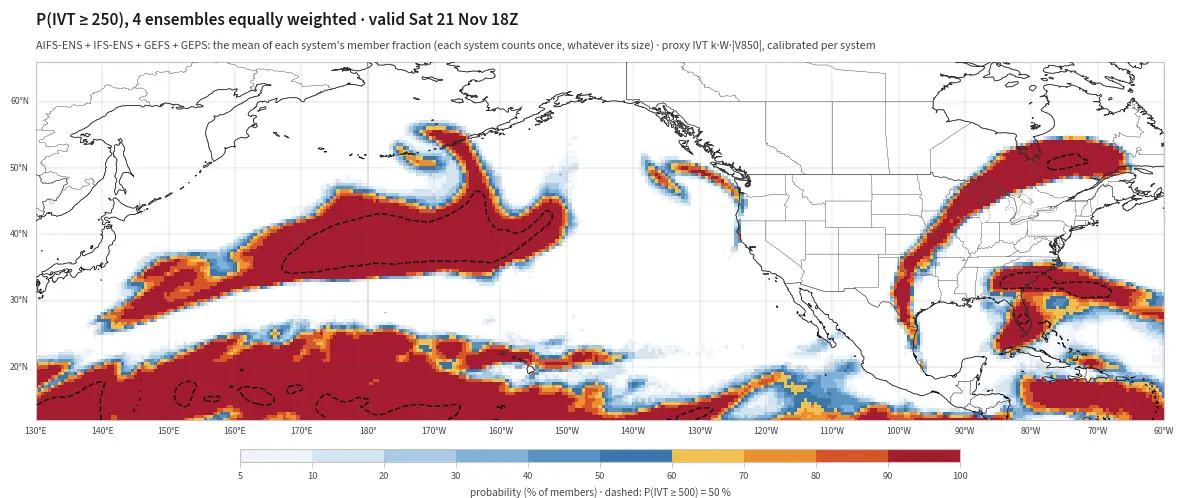 P(IVT ≥ 250), 4 ensembles equally weighted · valid Sat 21 Nov 18Z
AIFS-ENS + IFS-ENS + GEFS + GEPS: the mean of each system's member fraction (each system counts once, whatever its size) · proxy IVT k·W·|V850|, calibrated per system
60°N
50°N
40°N
30°N
20°N
130°E 140°E 150°E 160°E 170°E 180° 170°W 160°W 150°W 140°W 130°W 120°W 110°W 100°W 90°W 80°W 70°W 60°W
5 10 20 30 40 50 60 70 80 90 100
probability (% of members) · dashed: P(IVT ≥ 500) = 50 %